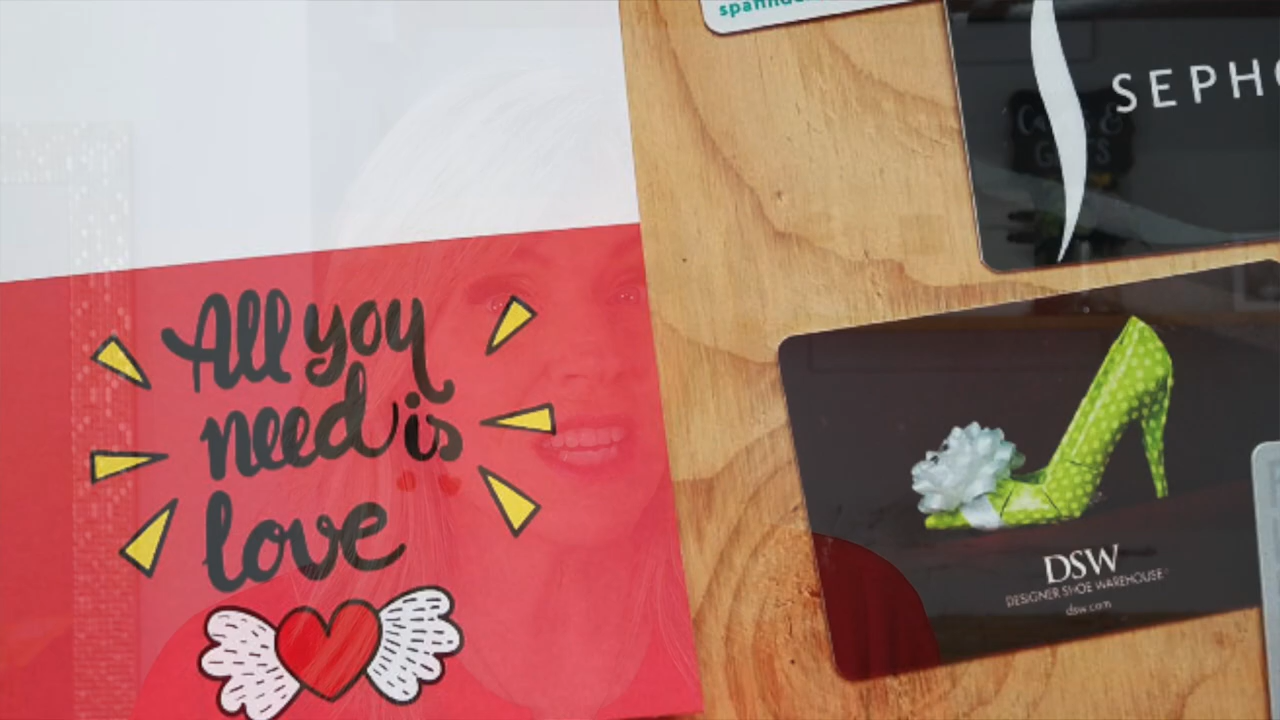 All you
need is
love
SEPH
DSW
DESIGNER SHOE WAREHOUSE
dsw.com